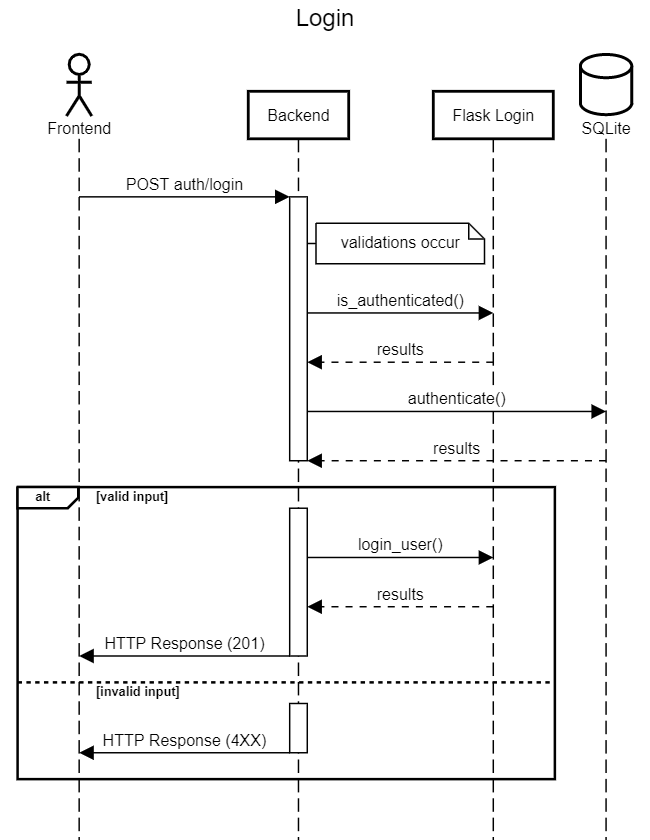 Login
Frontend
Backend
Flask Login
SQLite
POST auth/login
validations occur
is_authenticated()
results
authenticate()
results
alt
[valid input]
login_user()
results
HTTP Response (201)
[invalid input]
HTTP Response (4XX)